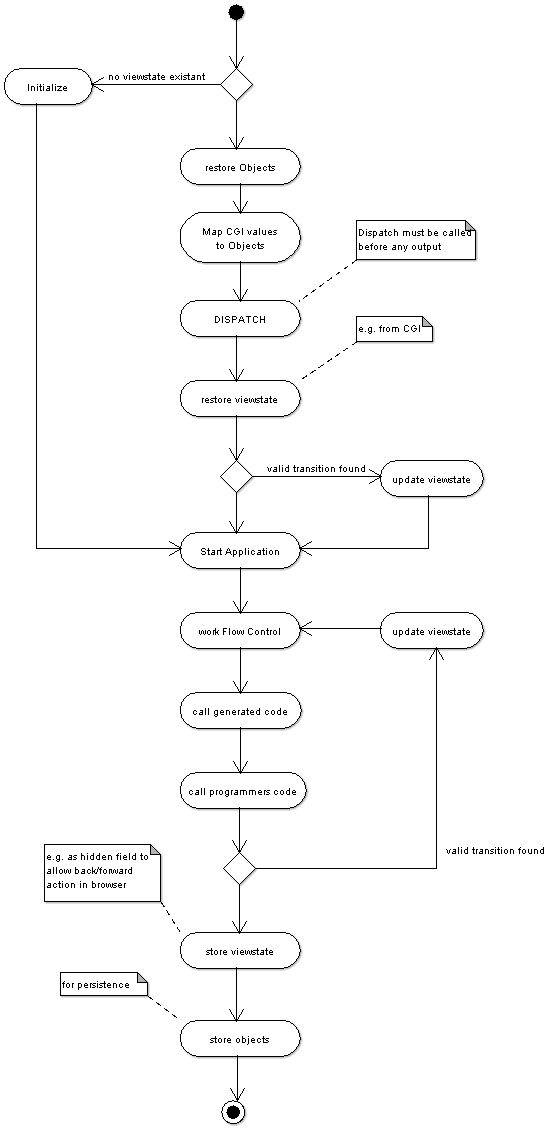 no viewstate existant
Initialize
restore Objects
Map CGI values
to Objects
Dispatch must be called
before any output
DISPATCH
e.g. from CGI
restore viewstate
valid transition found
update viewstate
Start Application
work Flow Control
update viewstate
call generated code
call programmers code
valid transition found
e.g. as hidden field to
allow back/forward
action in browser
store viewstate
for persistence
store objects